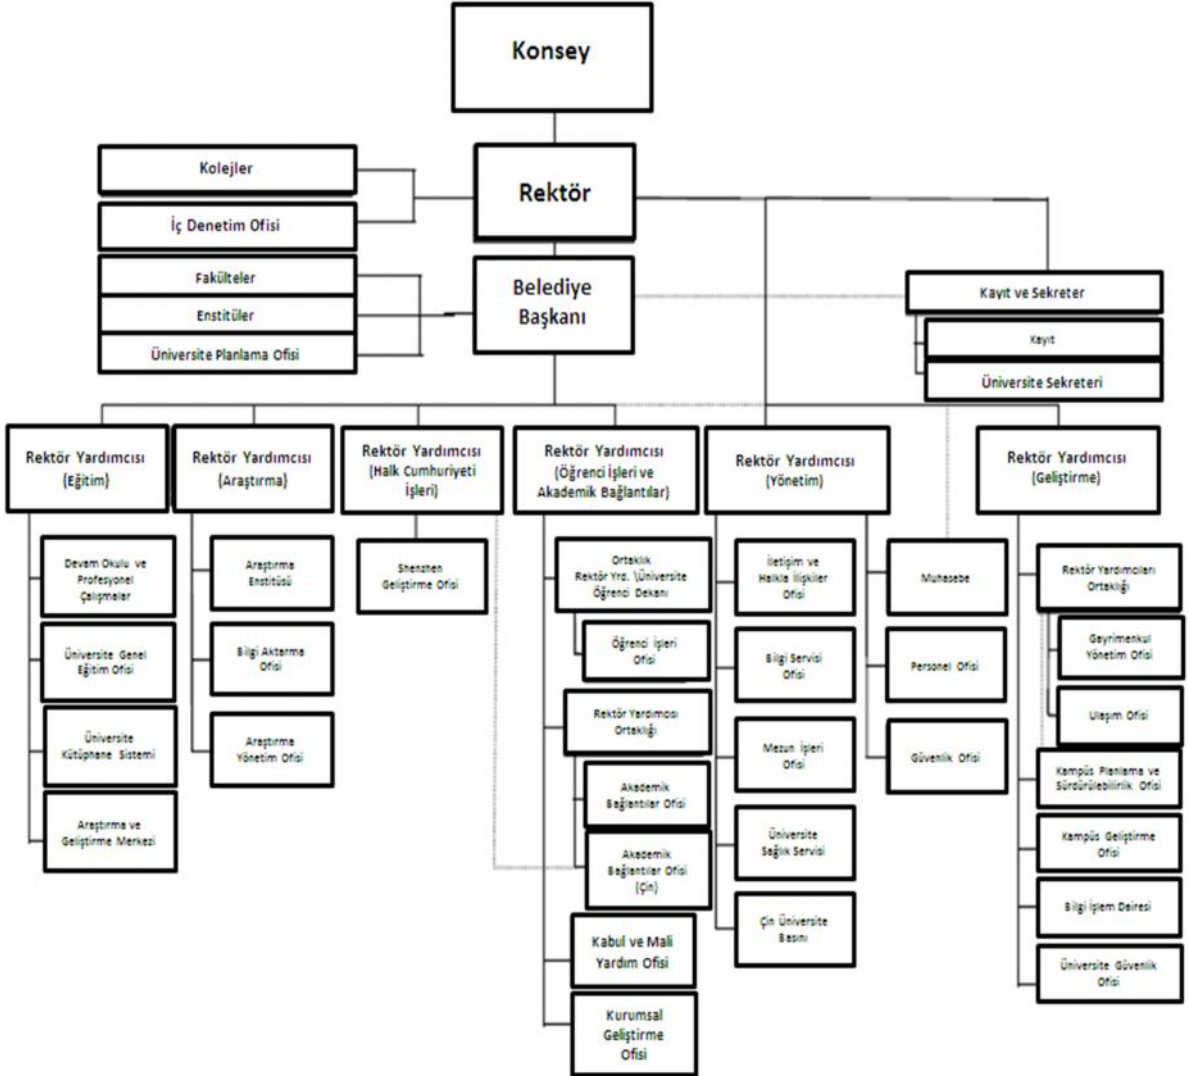 Konsey
Kolejler
Rektör
İç Denetim Ofisi
Fakülteler
Enstitüler
Üniversite Planlama Ofisi
Belediye
Başkanı
Kayıt ve Sekreter
Kayıt
Üniversite Sekreteri
Rektör Yardımcısı
(Eğitim)
Rektör Yardımcısı
(Araştırma)
Rektör Yardımcısı
(Halk Cumhuriyeti
İşleri)
Rektör Yardımcısı
(Öğrenci İşleri ve
Akademik Bağlantılar)
Rektör Yardımcısı
(Yönetim)
Rektör Yardımcısı
(Geliştirme)
Devam Okulu ve
Profesyonel
Çalışmalar
Üniversite Genel
Eğitim Ofisi
Üniversite
Kütüphane Sistemi
Araştırma ve
Geliştirme Merkezi
Araştırma
Enstitüsü
Bilgi Aktarma
Ofisi
Araştırma
Yönetim Ofisi
Shenzhen
Geliştirme Ofisi
Ortaklık
Rektör Yrd. \Üniversite
Öğrenci Dekanı
Öğrenci İşleri
Ofisi
Rektör Yardımcısı
Ortaklığı
Akademik
Bağlantılar Ofisi
Akademik
Bağlantılar Ofisi
(Çin)
Kabul ve Mali
Yardım Ofisi
Kurumsal
Geliştirme
Ofisi
İletişim ve
Halkla İlişkiler
Ofisi
Bilgi Servisi
Ofisi
Mezun İşleri
Ofisi
Üniversite
Sağlık Servisi
Çin Üniversite
Basını
Muhasebe
Personel Ofisi
Güvenlik Ofisi
Rektör Yardımcıları
Ortaklığı
Gayrimenkul
Yönetim Ofisi
Ulaşım Ofisi
Kampüs Planlama ve
Sürdürülebilirlik Ofisi
Kampüs Geliştirme
Ofisi
Bilgi İşlem Dairesi
Üniversite Güvenlik
Ofisi